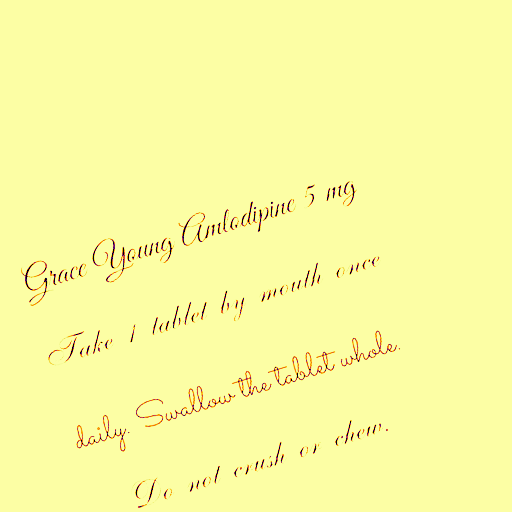 Grace Young Amlodipine 5 mg
Take 1 tablet by mouth once
daily. Swallow the tablet whole.
Do not crush or chew.